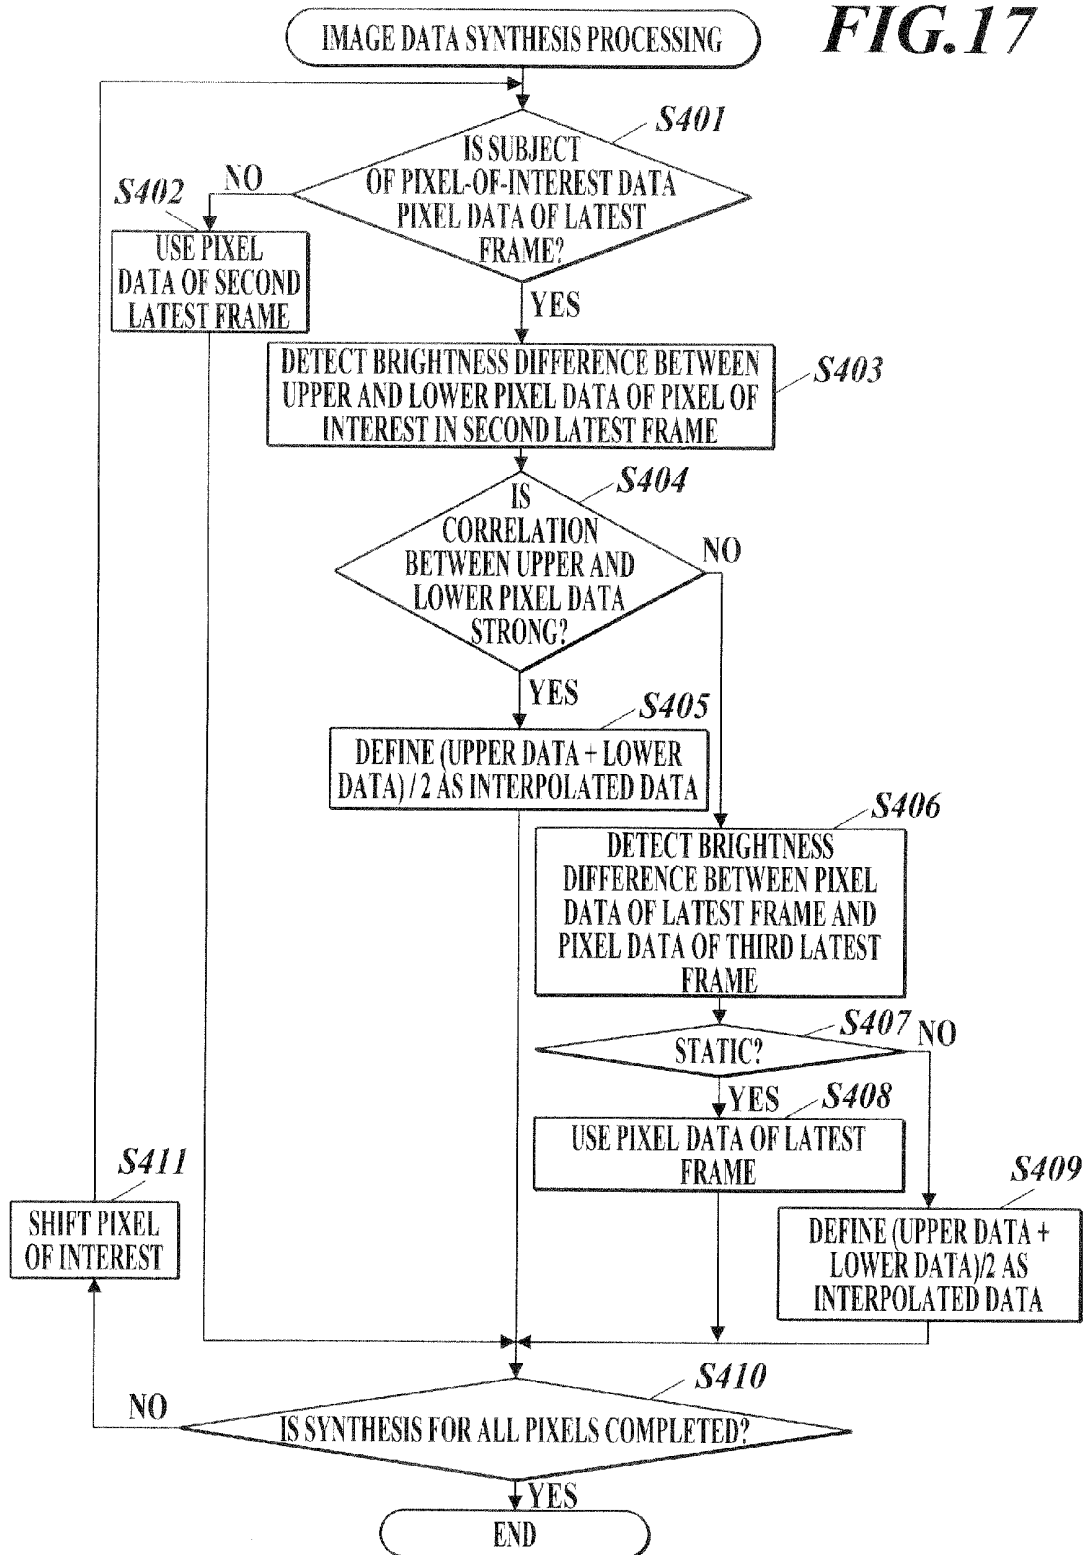 FIG.17
IMAGE DATA SYNTHESIS PROCESSING
S401
IS SUBJECT
OF PIXEL-OF-INTEREST DATA
PIXEL DATA OF LATEST
FRAME?
NO
S402
USE PIXEL
DATA OF SECOND
LATEST FRAME
YES
DETECT BRIGHTNESS DIFFERENCE BETWEEN
UPPER AND LOWER PIXEL DATA OF PIXEL OF
INTEREST IN SECOND LATEST FRAME
S403
S404
IS
CORRELATION
BETWEEN UPPER AND
LOWER PIXEL DATA
STRONG?
NO
YES
S405
DEFINE (UPPER DATA + LOWER
DATA) / 2 AS INTERPOLATED DATA
S406
DETECT BRIGHTNESS
DIFFERENCE BETWEEN PIXEL
DATA OF LATEST FRAME AND
PIXEL DATA OF THIRD LATEST
FRAME
S407
STATIC?
NO
YES
S408
USE PIXEL DATA OF LATEST
FRAME
S409
DEFINE (UPPER DATA +
LOWER DATA)/2 AS
INTERPOLATED DATA
S411
SHIFT PIXEL
OF INTEREST
S410
IS SYNTHESIS FOR ALL PIXELS COMPLETED?
NO
YES
END